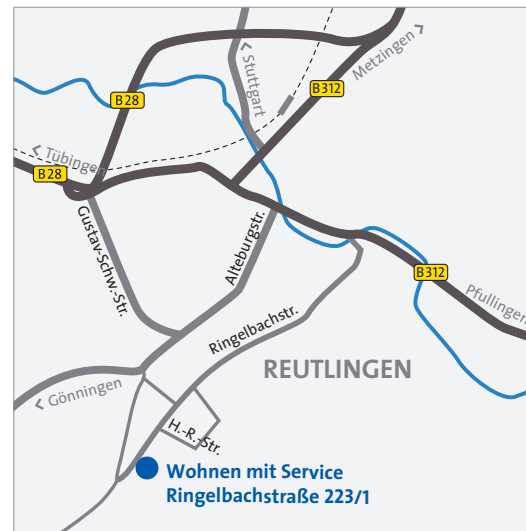 < Stuttgart
Metzingen >
B28
B312
< Tübingen
B28
Gustav-Schw.-Str.
Alteburgstr.
B312
Pfullingen
Ringelbachstr.
REUTLINGEN
< Gönningen
H.-R.-Str.
Wohnen mit Service
Ringelbachstraße 223/1